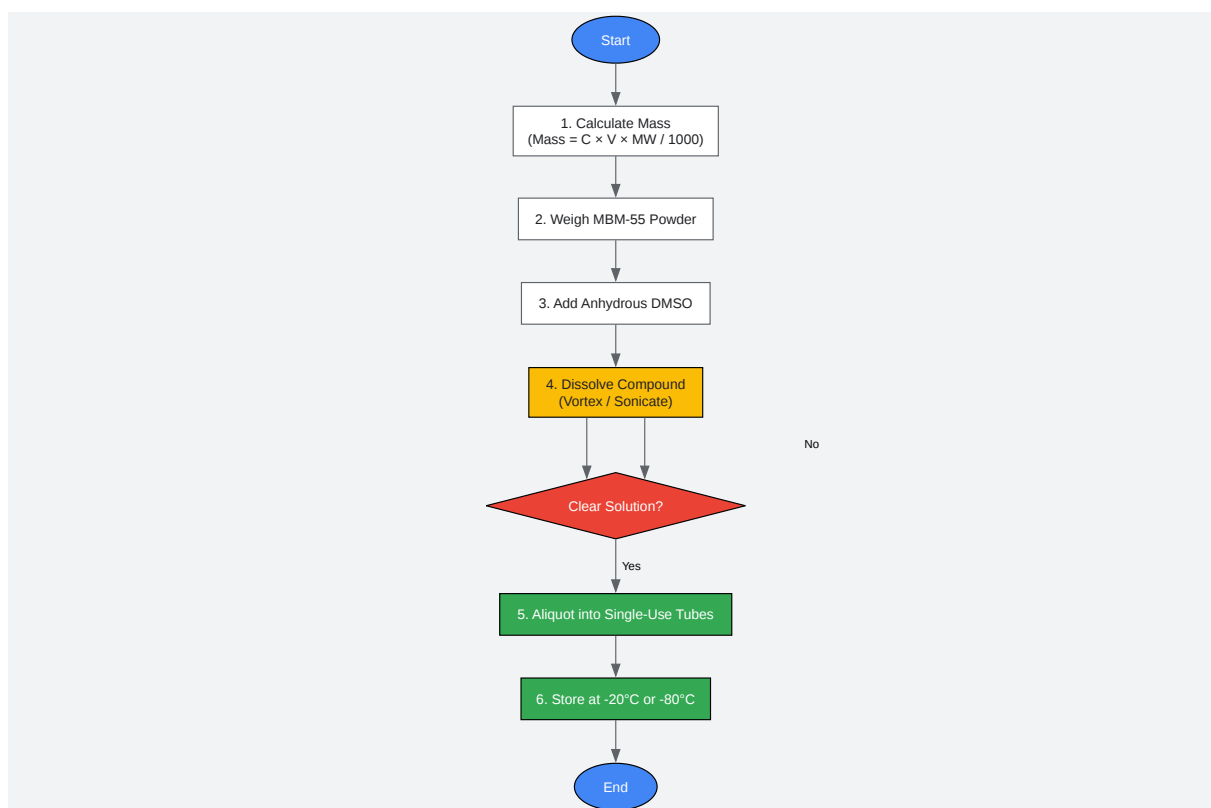 Start
1. Calculate Mass
(Mass = C × V × MW / 1000)
2. Weigh MBM-55 Powder
3. Add Anhydrous DMSO
4. Dissolve Compound
(Vortex / Sonicate)
No
Clear Solution?
Yes
5. Aliquot into Single-Use Tubes
6. Store at -20°C or -80°C
End